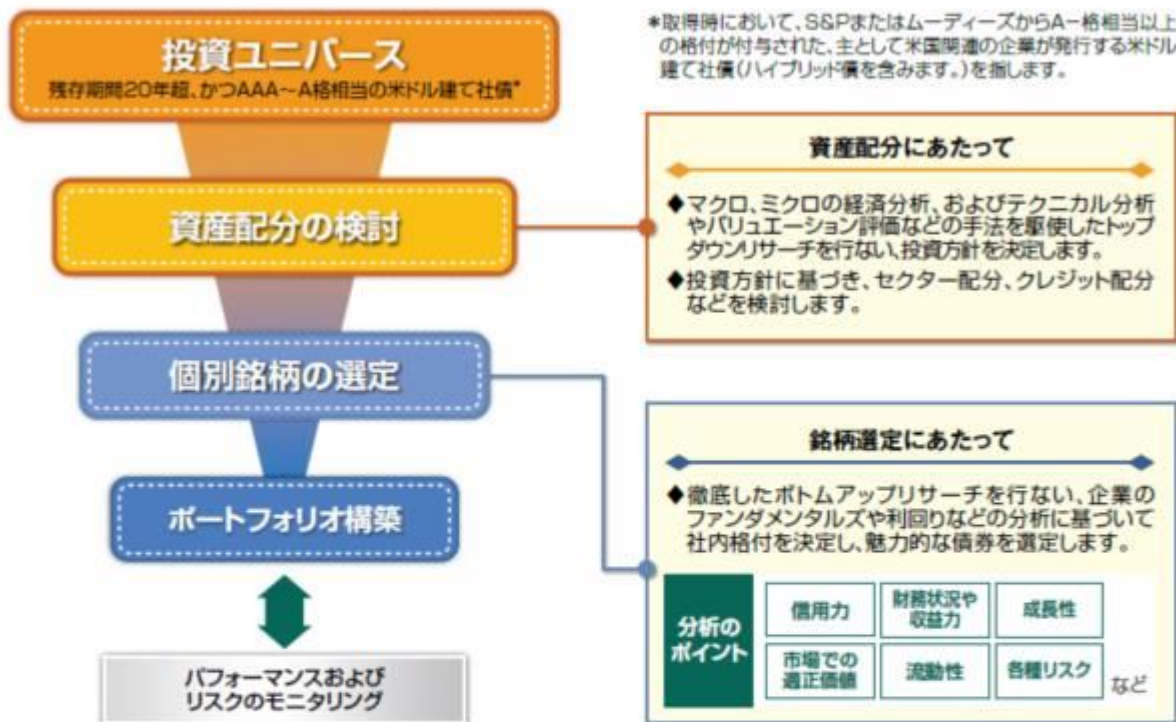 投資ユニバース
残存期間20年超、かつAAA～A格相当の米ドル建て社債*
*取得時において、S&PまたはムーディーズからA－格相当以上
の格付が付与された、主として米国関連の企業が発行する米ドル
建て社債(ハイブリッド債を含みます。)を指します。
資産配分の検討
資産配分にあたって
◆マクロ、ミクロの経済分析、およびテクニカル分析
やバリュエーション評価などの手法を駆使したトップ
ダウンリサーチを行ない、投資方針を決定します。
◆投資方針に基づき、セクター配分、クレジット配分
などを検討します。
個別銘柄の選定
銘柄選定にあたって
◆徹底したボトムアップリサーチを行ない、企業の
ファンダメンタルズや利回りなどの分析に基づいて
社内格付を決定し、魅力的な債券を選定します。
分析の
ポイント
信用力
財務状況や
収益力
成長性
市場での
適正価値
流動性
各種リスク
など
ポートフォリオ構築
パフォーマンスおよび
リスクのモニタリング